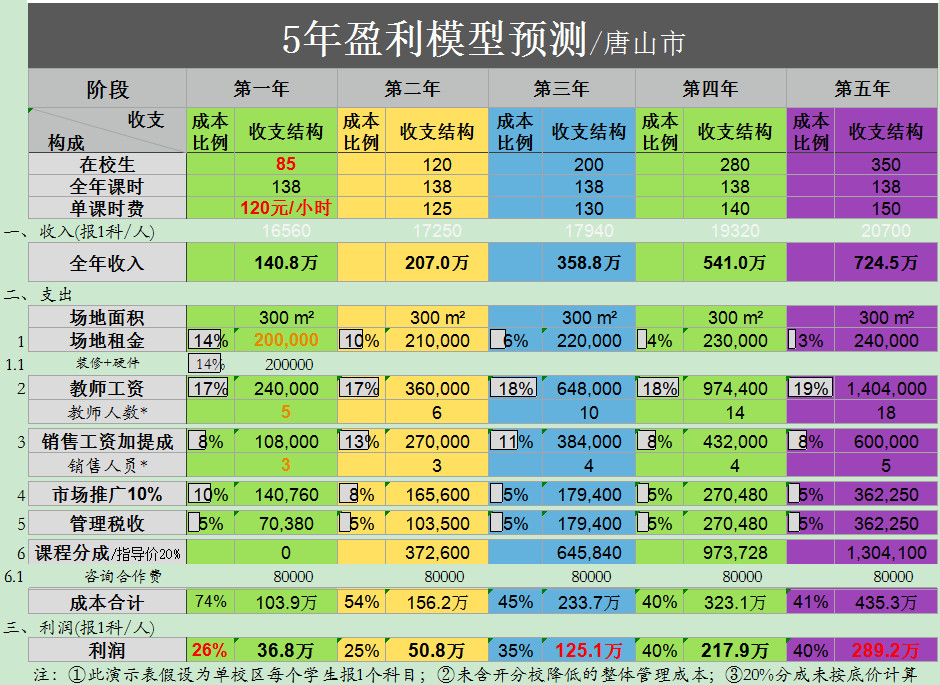 5年盈利模型预测/唐山市
阶段 第一年 第二年 第三年 第四年 第五年
收支 构成 成本比例 收支结构 成本比例 收支结构 成本比例 收支结构 成本比例 收支结构 成本比例 收支结构
在校生 85 120 200 280 350
全年课时 138 138 138 138 138
单课时费 120元/小时 125 130 140 150
一、收入(报1科/人) 16560 17250 17940 19320 20700
全年收入 140.8万 207.0万 358.8万 541.0万 724.5万
二、支出
场地面积 300 m² 300 m² 300 m² 300 m² 300 m²
1 场地租金 14% 200,000 10% 210,000 6% 220,000 4% 230,000 3% 240,000
1.1 装修+硬件 14% 200000
2 教师工资 17% 240,000 17% 360,000 18% 648,000 18% 974,400 19% 1,404,000
教师人数* 5 6 10 14 18
3 销售工资加提成 8% 108,000 13% 270,000 11% 384,000 8% 432,000 8% 600,000
销售人员* 3 3 4 4 5
4 市场推广10% 10% 140,760 8% 165,600 5% 179,400 5% 270,480 5% 362,250
5 管理税收 5% 70,380 5% 103,500 5% 179,400 5% 270,480 5% 362,250
6 课程分成/指导价20% 0 372,600 645,840 973,728 1,304,100
6.1 咨询合作费 80000 80000 80000 80000 80000
成本合计 74% 103.9万 54% 156.2万 45% 233.7万 40% 323.1万 41% 435.3万
三、利润(报1科/人)
利润 26% 36.8万 25% 50.8万 35% 125.1万 40% 217.9万 40% 289.2万
注：①此演示表假设为单校区每个学生报1个科目；②未含开分校降低的整体管理成本；③20%分成未按底价计算